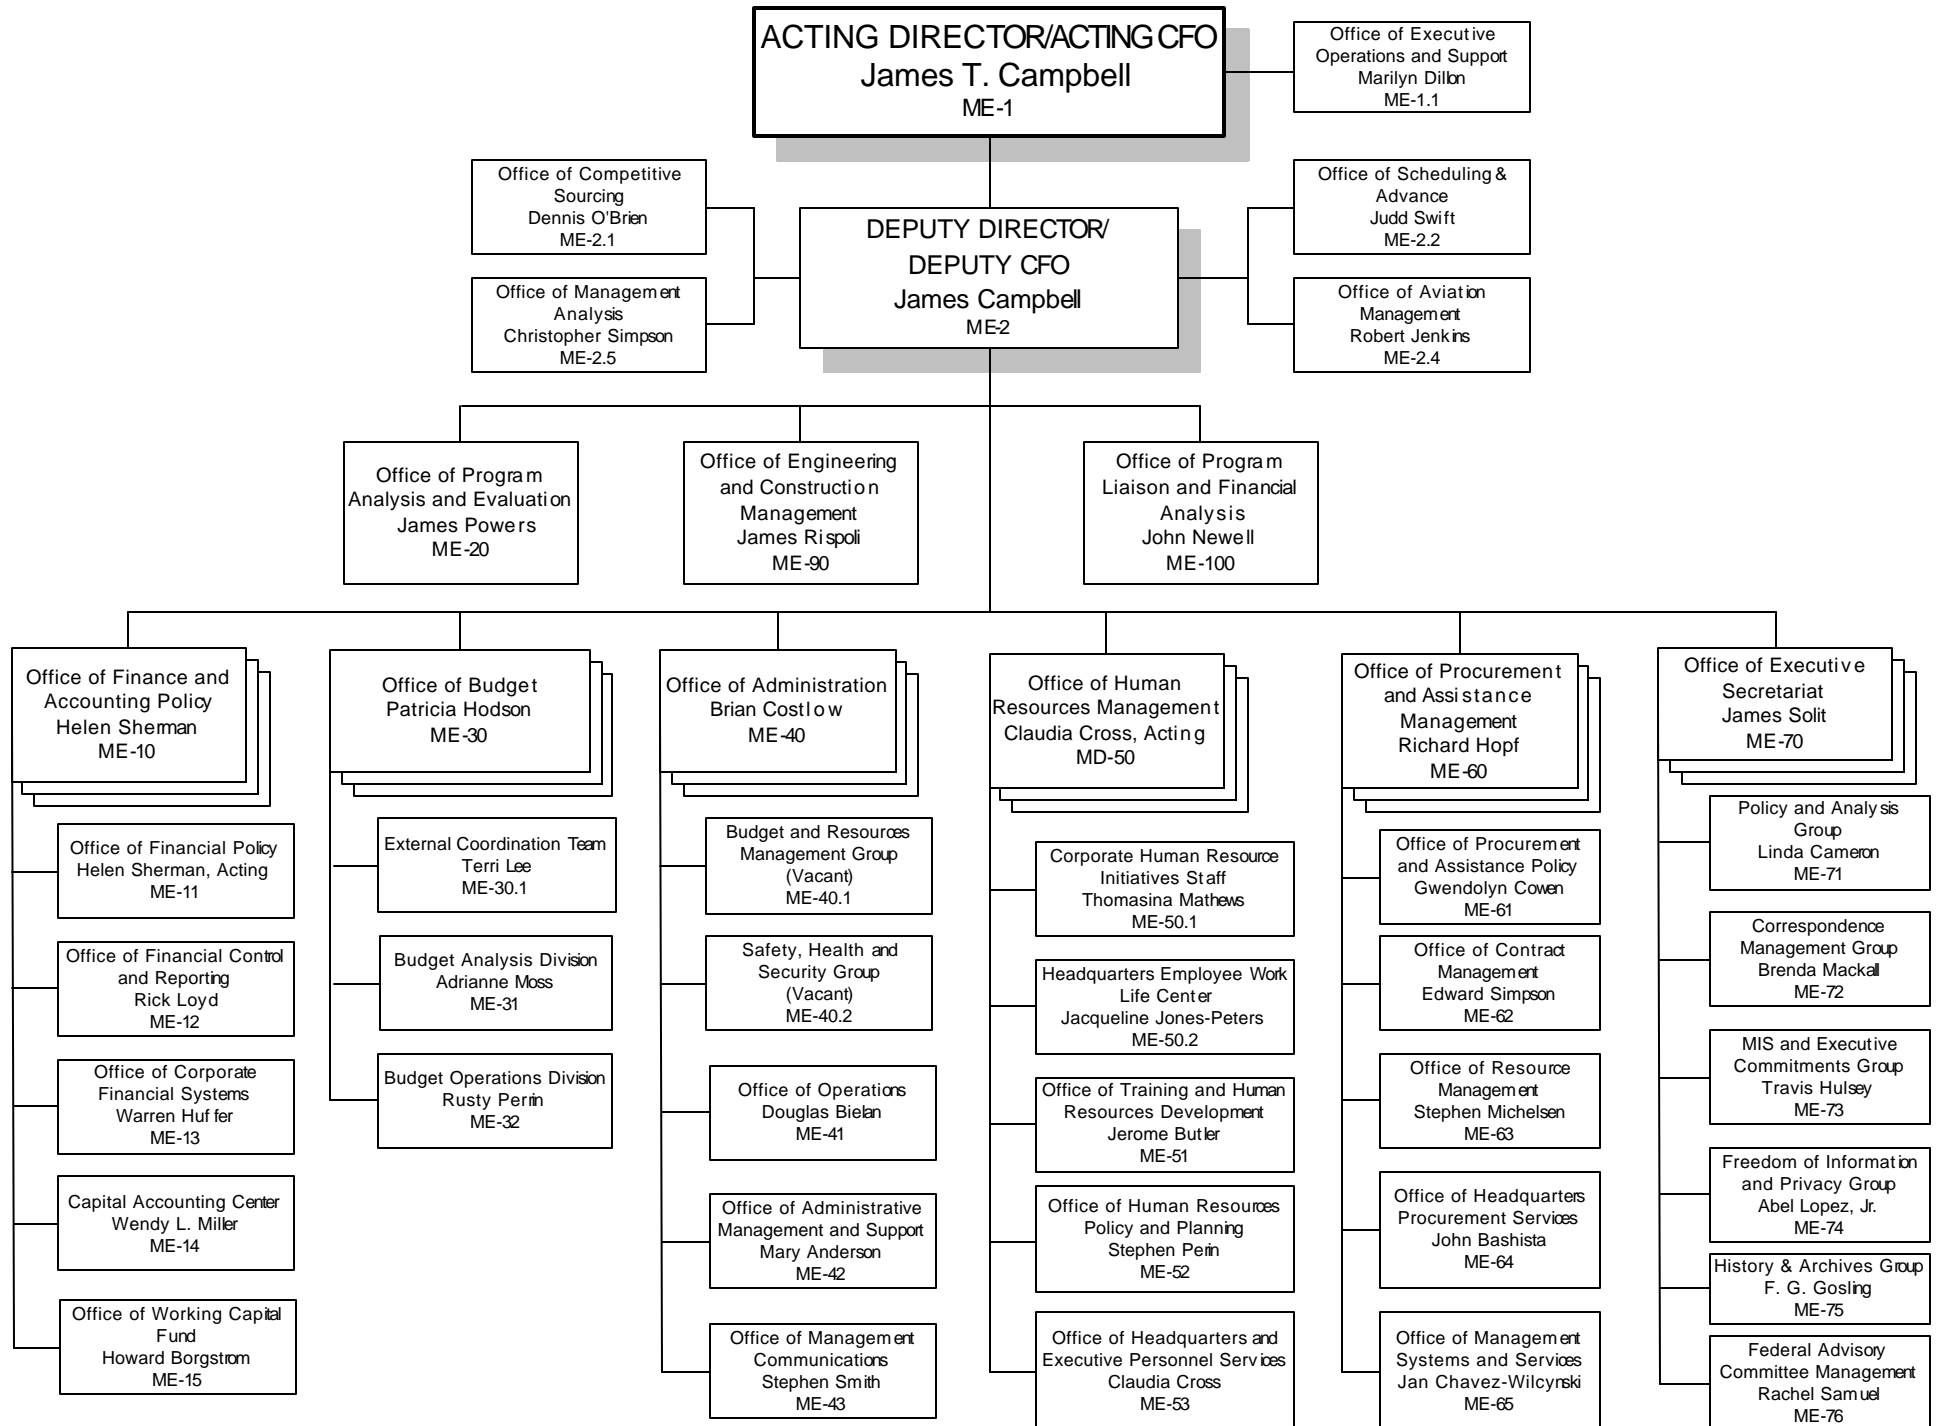 ACTING DIRECTOR/ACTING CFO
James T. Campbell
ME-1
Office of Executive
Operations and Support
Marilyn Dillon
ME-1.1
Office of Competitive
Sourcing
Dennis O'Brien
ME-2.1
Office of Scheduling &
Advance
Judd Swift
ME-2.2
DEPUTY DIRECTOR/
DEPUTY CFO
James Campbell
ME-2
Office of Management
Analysis
Christopher Simpson
ME-2.5
Office of Aviation
Management
Robert Jenkins
ME-2.4
Office of Program
Analysis and Evaluation
James Powers
ME-20
Office of Engineering
and Construction
Management
James Rispoli
ME-90
Office of Program
Liaison and Financial
Analysis
John Newell
ME-100
Office of Finance and
Accounting Policy
Helen Sherman
ME-10
Office of Financial Policy
Helen Sherman, Acting
ME-11
Office of Financial Control
and Reporting
Rick Loyd
ME-12
Office of Corporate
Financial Systems
Warren Huffer
ME-13
Capital Accounting Center
Wendy L. Miller
ME-14
Office of Working Capital
Fund
Howard Borgstrom
ME-15
Office of Budget
Patricia Hodson
ME-30
External Coordination Team
Terri Lee
ME-30.1
Budget Analysis Division
Adrianne Moss
ME-31
Budget Operations Division
Rusty Perrin
ME-32
Office of Administration
Brian Costlow
ME-40
Budget and Resources
Management Group
(Vacant)
ME-40.1
Safety, Health and
Security Group
(Vacant)
ME-40.2
Office of Operations
Douglas Bielan
ME-41
Office of Administrative
Management and Support
Mary Anderson
ME-42
Office of Management
Communications
Stephen Smith
ME-43
Office of Human
Resources Management
Claudia Cross, Acting
MD-50
Corporate Human Resource
Initiatives Staff
Thomasina Mathews
ME-50.1
Headquarters Employee Work
Life Center
Jacqueline Jones-Peters
ME-50.2
Office of Training and Human
Resources Development
Jerome Butler
ME-51
Office of Human Resources
Policy and Planning
Stephen Perin
ME-52
Office of Headquarters and
Executive Personnel Services
Claudia Cross
ME-53
Office of Procurement
and Assistance
Management
Richard Hopf
ME-60
Office of Procurement
and Assistance Policy
Gwendolyn Cowen
ME-61
Office of Contract
Management
Edward Simpson
ME-62
Office of Resource
Management
Stephen Michelsen
ME-63
Office of Headquarters
Procurement Services
John Bashista
ME-64
Office of Management
Systems and Services
Jan Chavez-Wilcynski
ME-65
Office of Executive
Secretariat
James Solit
ME-70
Policy and Analysis
Group
Linda Cameron
ME-71
Correspondence
Management Group
Brenda Mackall
ME-72
MIS and Executive
Commitments Group
Travis Hulsey
ME-73
Freedom of Information
and Privacy Group
Abel Lopez, Jr.
ME-74
History & Archives Group
F. G. Gosling
ME-75
Federal Advisory
Committee Management
Rachel Samuel
ME-76